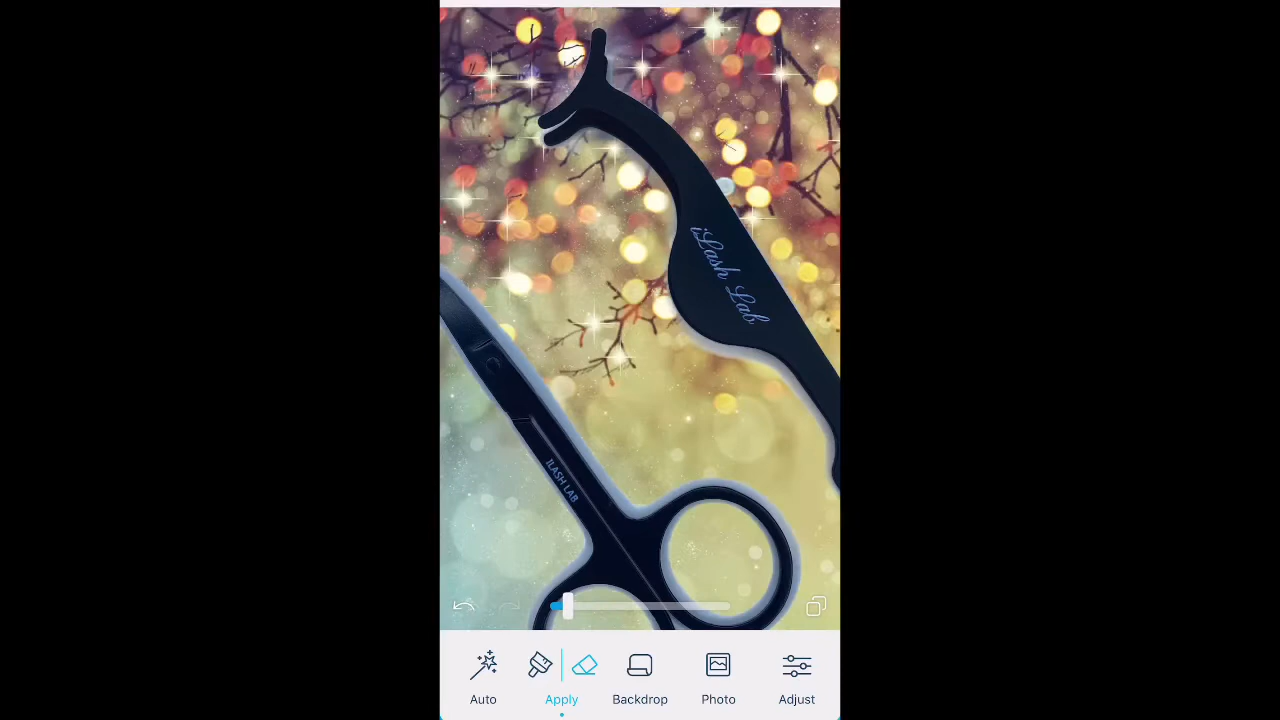 iLash Lab
ILASH LAB
Auto
Apply
Backdrop
Photo
Adjust